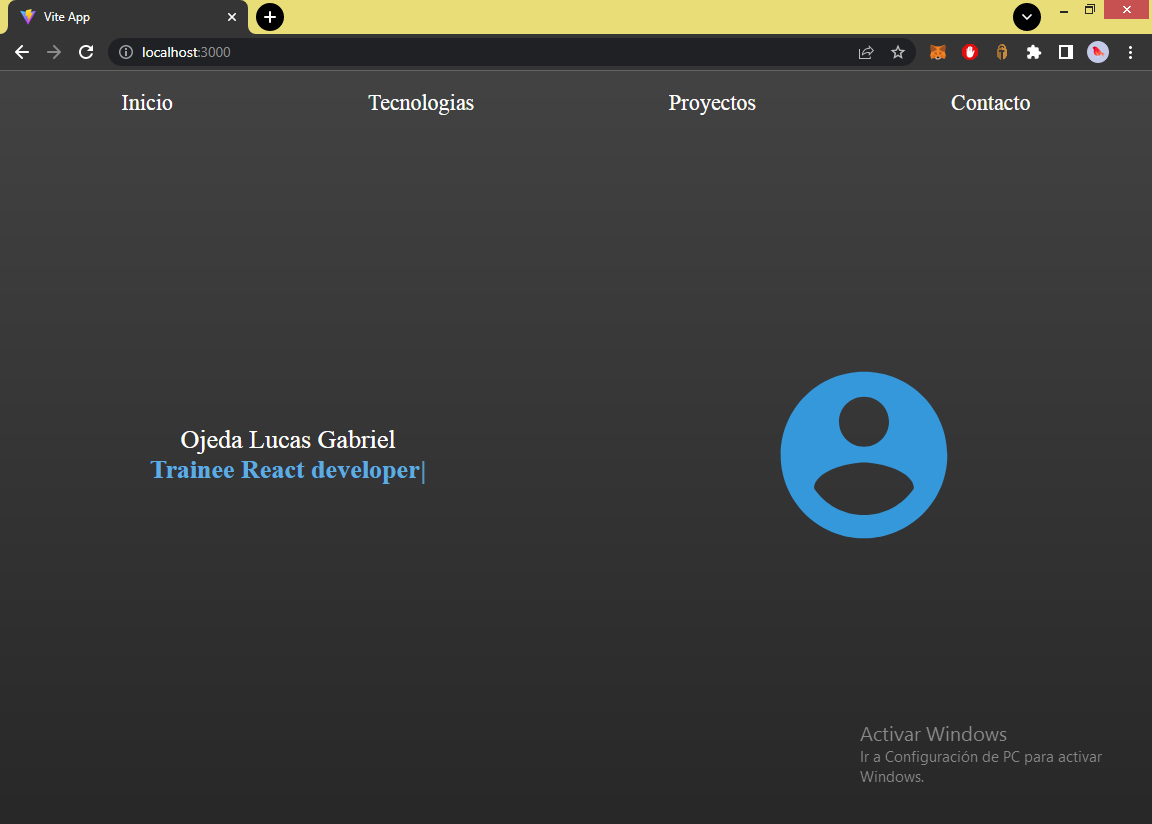 Vite App
localhost:3000
Inicio Tecnologias Proyectos Contacto
Ojeda Lucas Gabriel
Trainee React developer|
Activar Windows
Ir a Configuración de PC para activar
Windows.